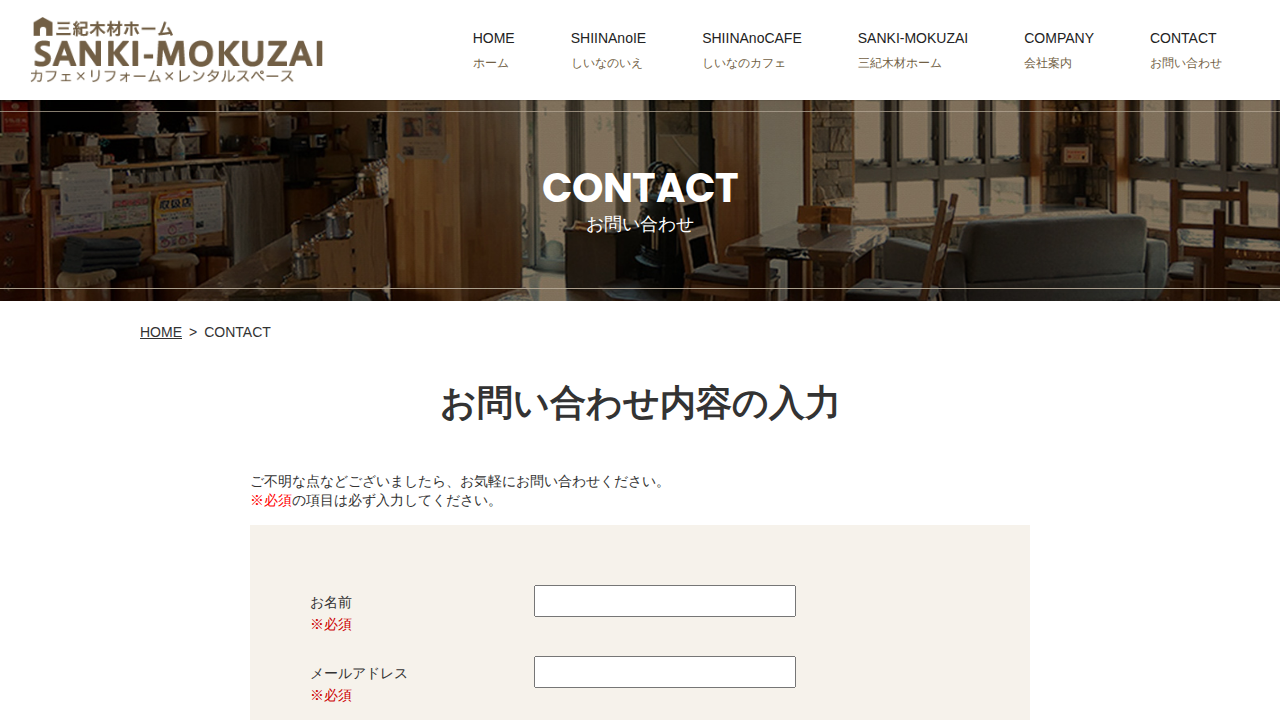 三紀木材ホーム
SANKI-MOKUZAI
カフェ×リフォーム×レンタルスペース
HOME
ホーム
SHIINAnoIE
しいなのいえ
SHIINAnoCAFE
しいなのカフェ
SANKI-MOKUZAI
三紀木材ホーム
COMPANY
会社案内
CONTACT
お問い合わせ
取扱店
CONTACT
お問い合わせ
HOME > CONTACT
お問い合わせ内容の入力
ご不明な点などございましたら、お気軽にお問い合わせください。
※必須の項目は必ず入力してください。
お名前
※必須
メールアドレス
※必須